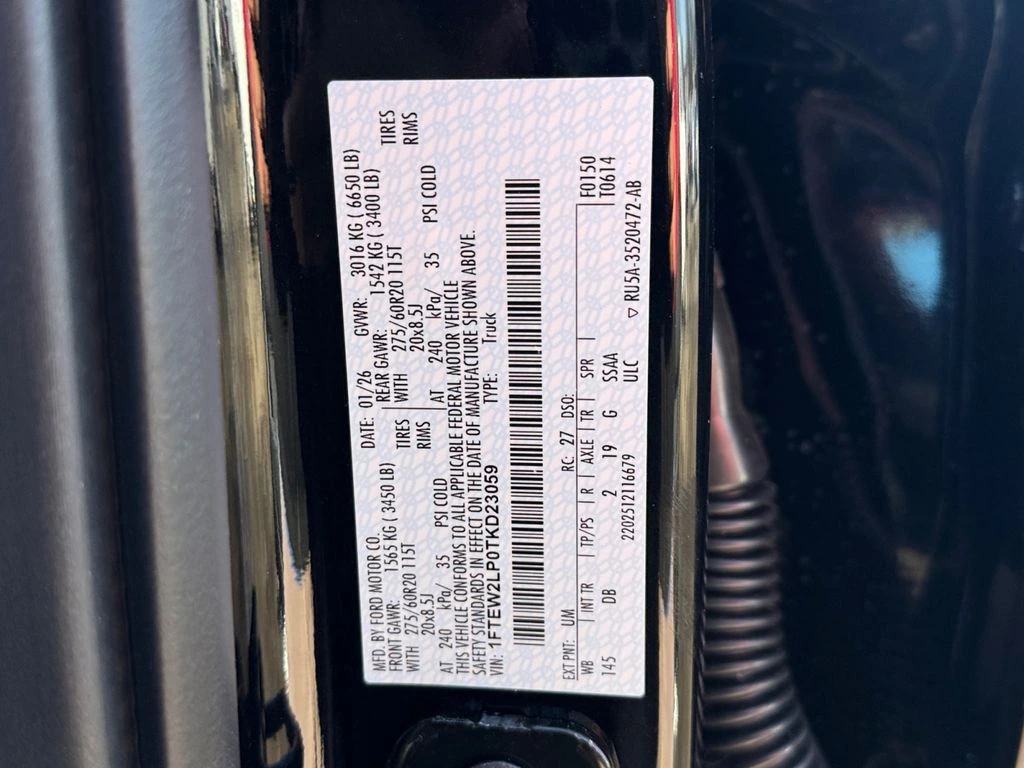 MFD. BY FORD MOTOR CO.
DATE: 01/26 GVWR: 3016 KG ( 6650 LB)
FRONT GAWR: 1565 KG ( 3450 LB) REAR GAWR: 1542 KG ( 3400 LB)
WITH 275/60R20 115T TIRES WITH 275/60R20 115T TIRES
20x8.5J RIMS 20x8.5J RIMS
AT 240 kPa/ 35 PSI COLD AT 240 kPa/ 35 PSI COLD
THIS VEHICLE CONFORMS TO ALL APPLICABLE FEDERAL MOTOR VEHICLE
SAFETY STANDARDS IN EFFECT ON THE DATE OF MANUFACTURE SHOWN ABOVE.
VIN: 1FTEW2LP0TKD23059 TYPE: Truck
EXT PNT: UM RC: 27 DSO: F0150
WB INT TR TP/PS R AXLE TR SPR T0614
145 DB 2 19 G SSAA
2202512116679 ULC
▽ RU5A-3520472-AB